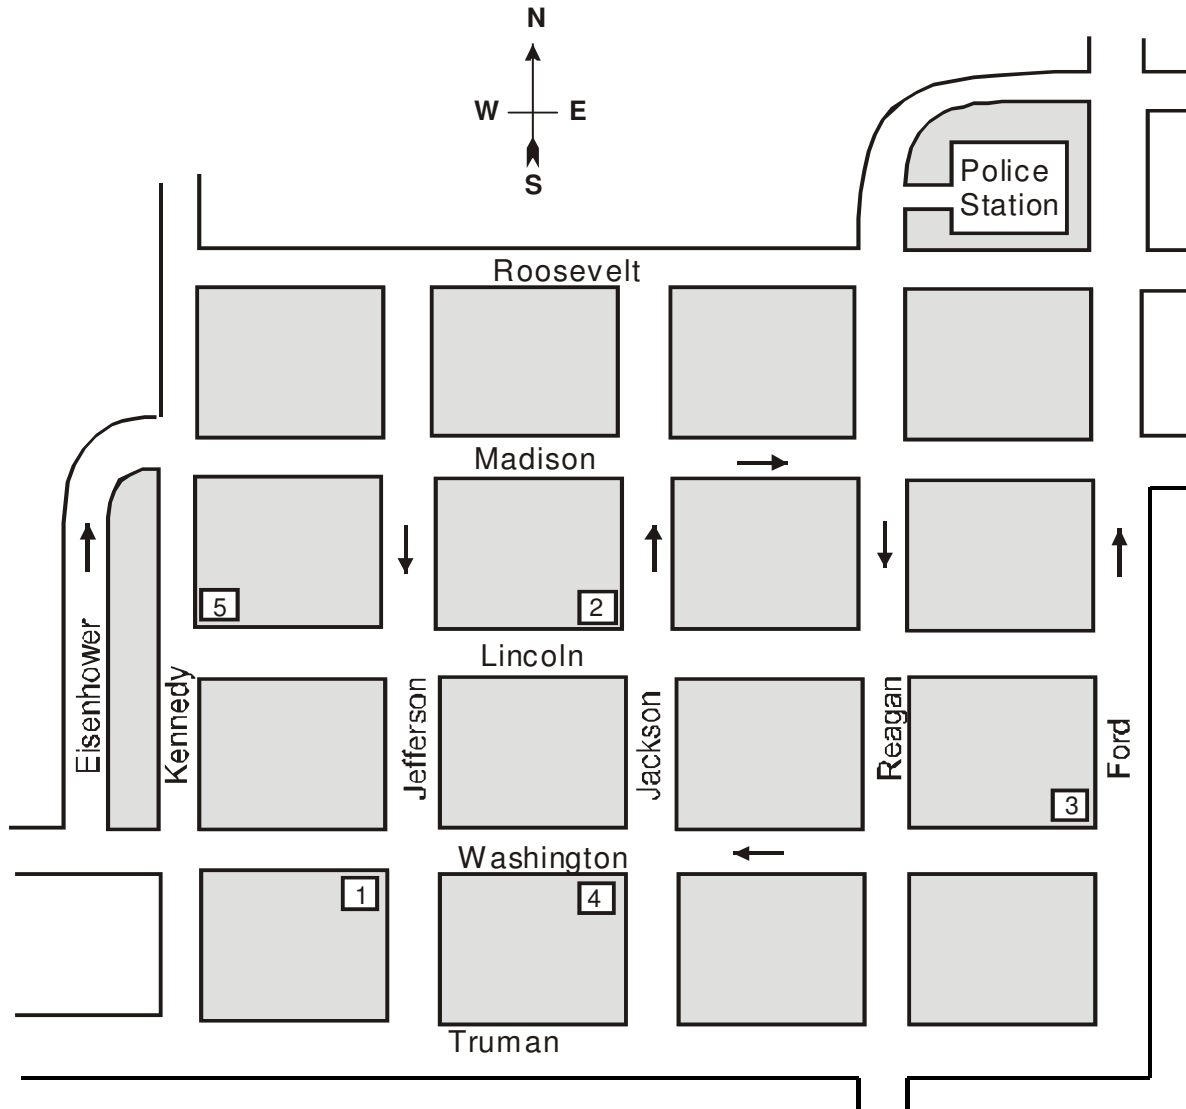 N
W E
S
Police
Station
Roosevelt
Madison
5
2
Lincoln
Eisenhower
Kennedy
Jefferson
Jackson
Reagan
Ford
3
Washington
1
4
Truman